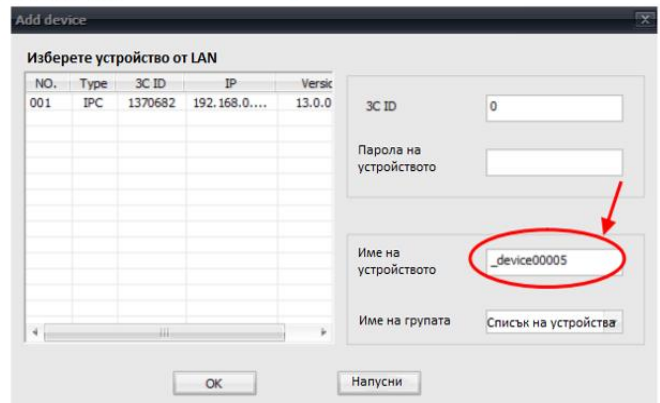 Add device
Изберете устройство от LAN
NO. Type 3C ID IP Versic
001 IPC 1370682 192.168.0.... 13.0.0
3C ID 0
Парола на
устройството
Име на
устройството
_device00005
Име на групата Списък на устройства
OK Напусни